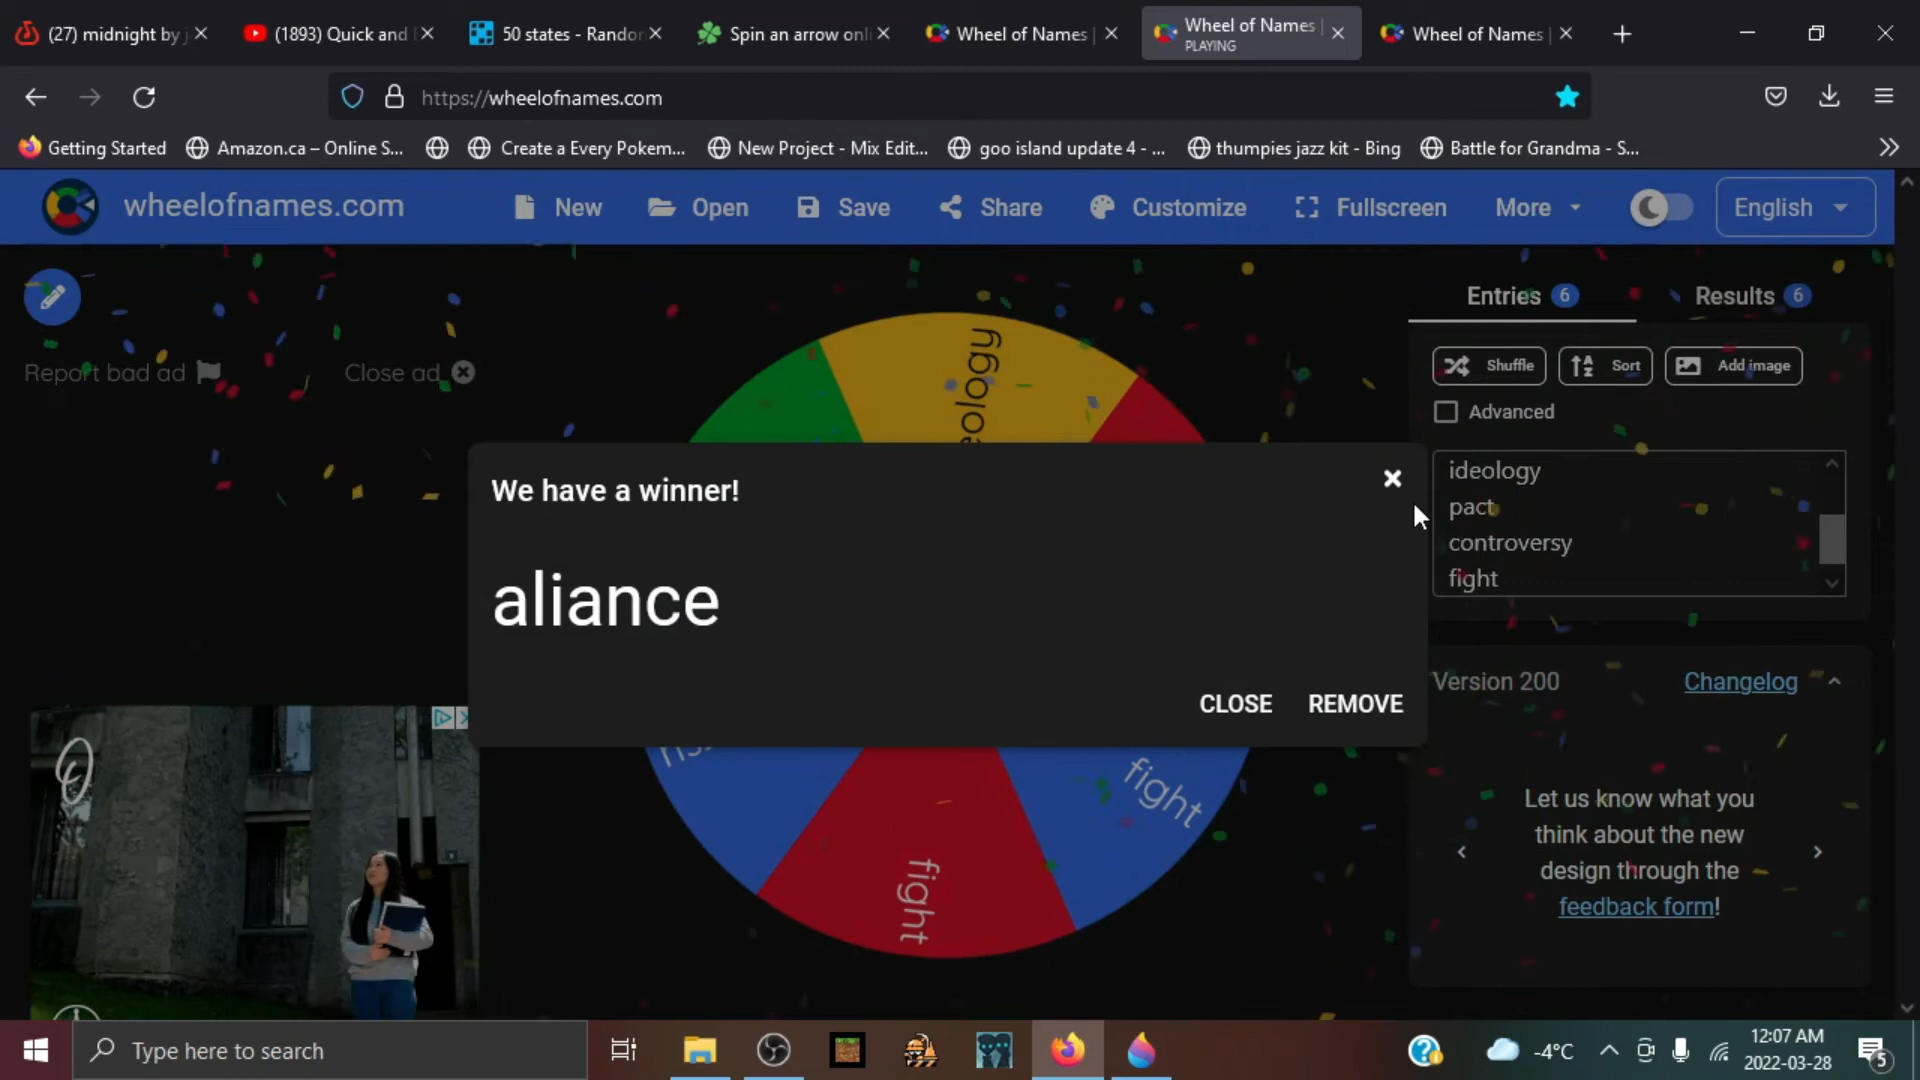 (27) midnight by j
(1893) Quick and
50 states - Randor
Spin an arrow onli
Wheel of Names |
Wheel of Names |
PLAYING
Wheel of Names |
https://wheelofnames.com
Getting Started
Amazon.ca – Online S...
Create a Every Pokem...
New Project - Mix Edit...
goo island update 4 - ...
thumpies jazz kit - Bing
Battle for Grandma - S...
wheelofnames.com
New
Open
Save
Share
Customize
Fullscreen
More
English
Report bad ad
Close ad
Entries 6
Results 6
Shuffle
Sort
Add image
Advanced
ideology
pact
controversy
fight
eology
We have a winner!
aliance
CLOSE
REMOVE
fight
fight
Version 200
Changelog
Let us know what you
think about the new
design through the
feedback form!
Type here to search
-4°C
12:07 AM
2022-03-28
5